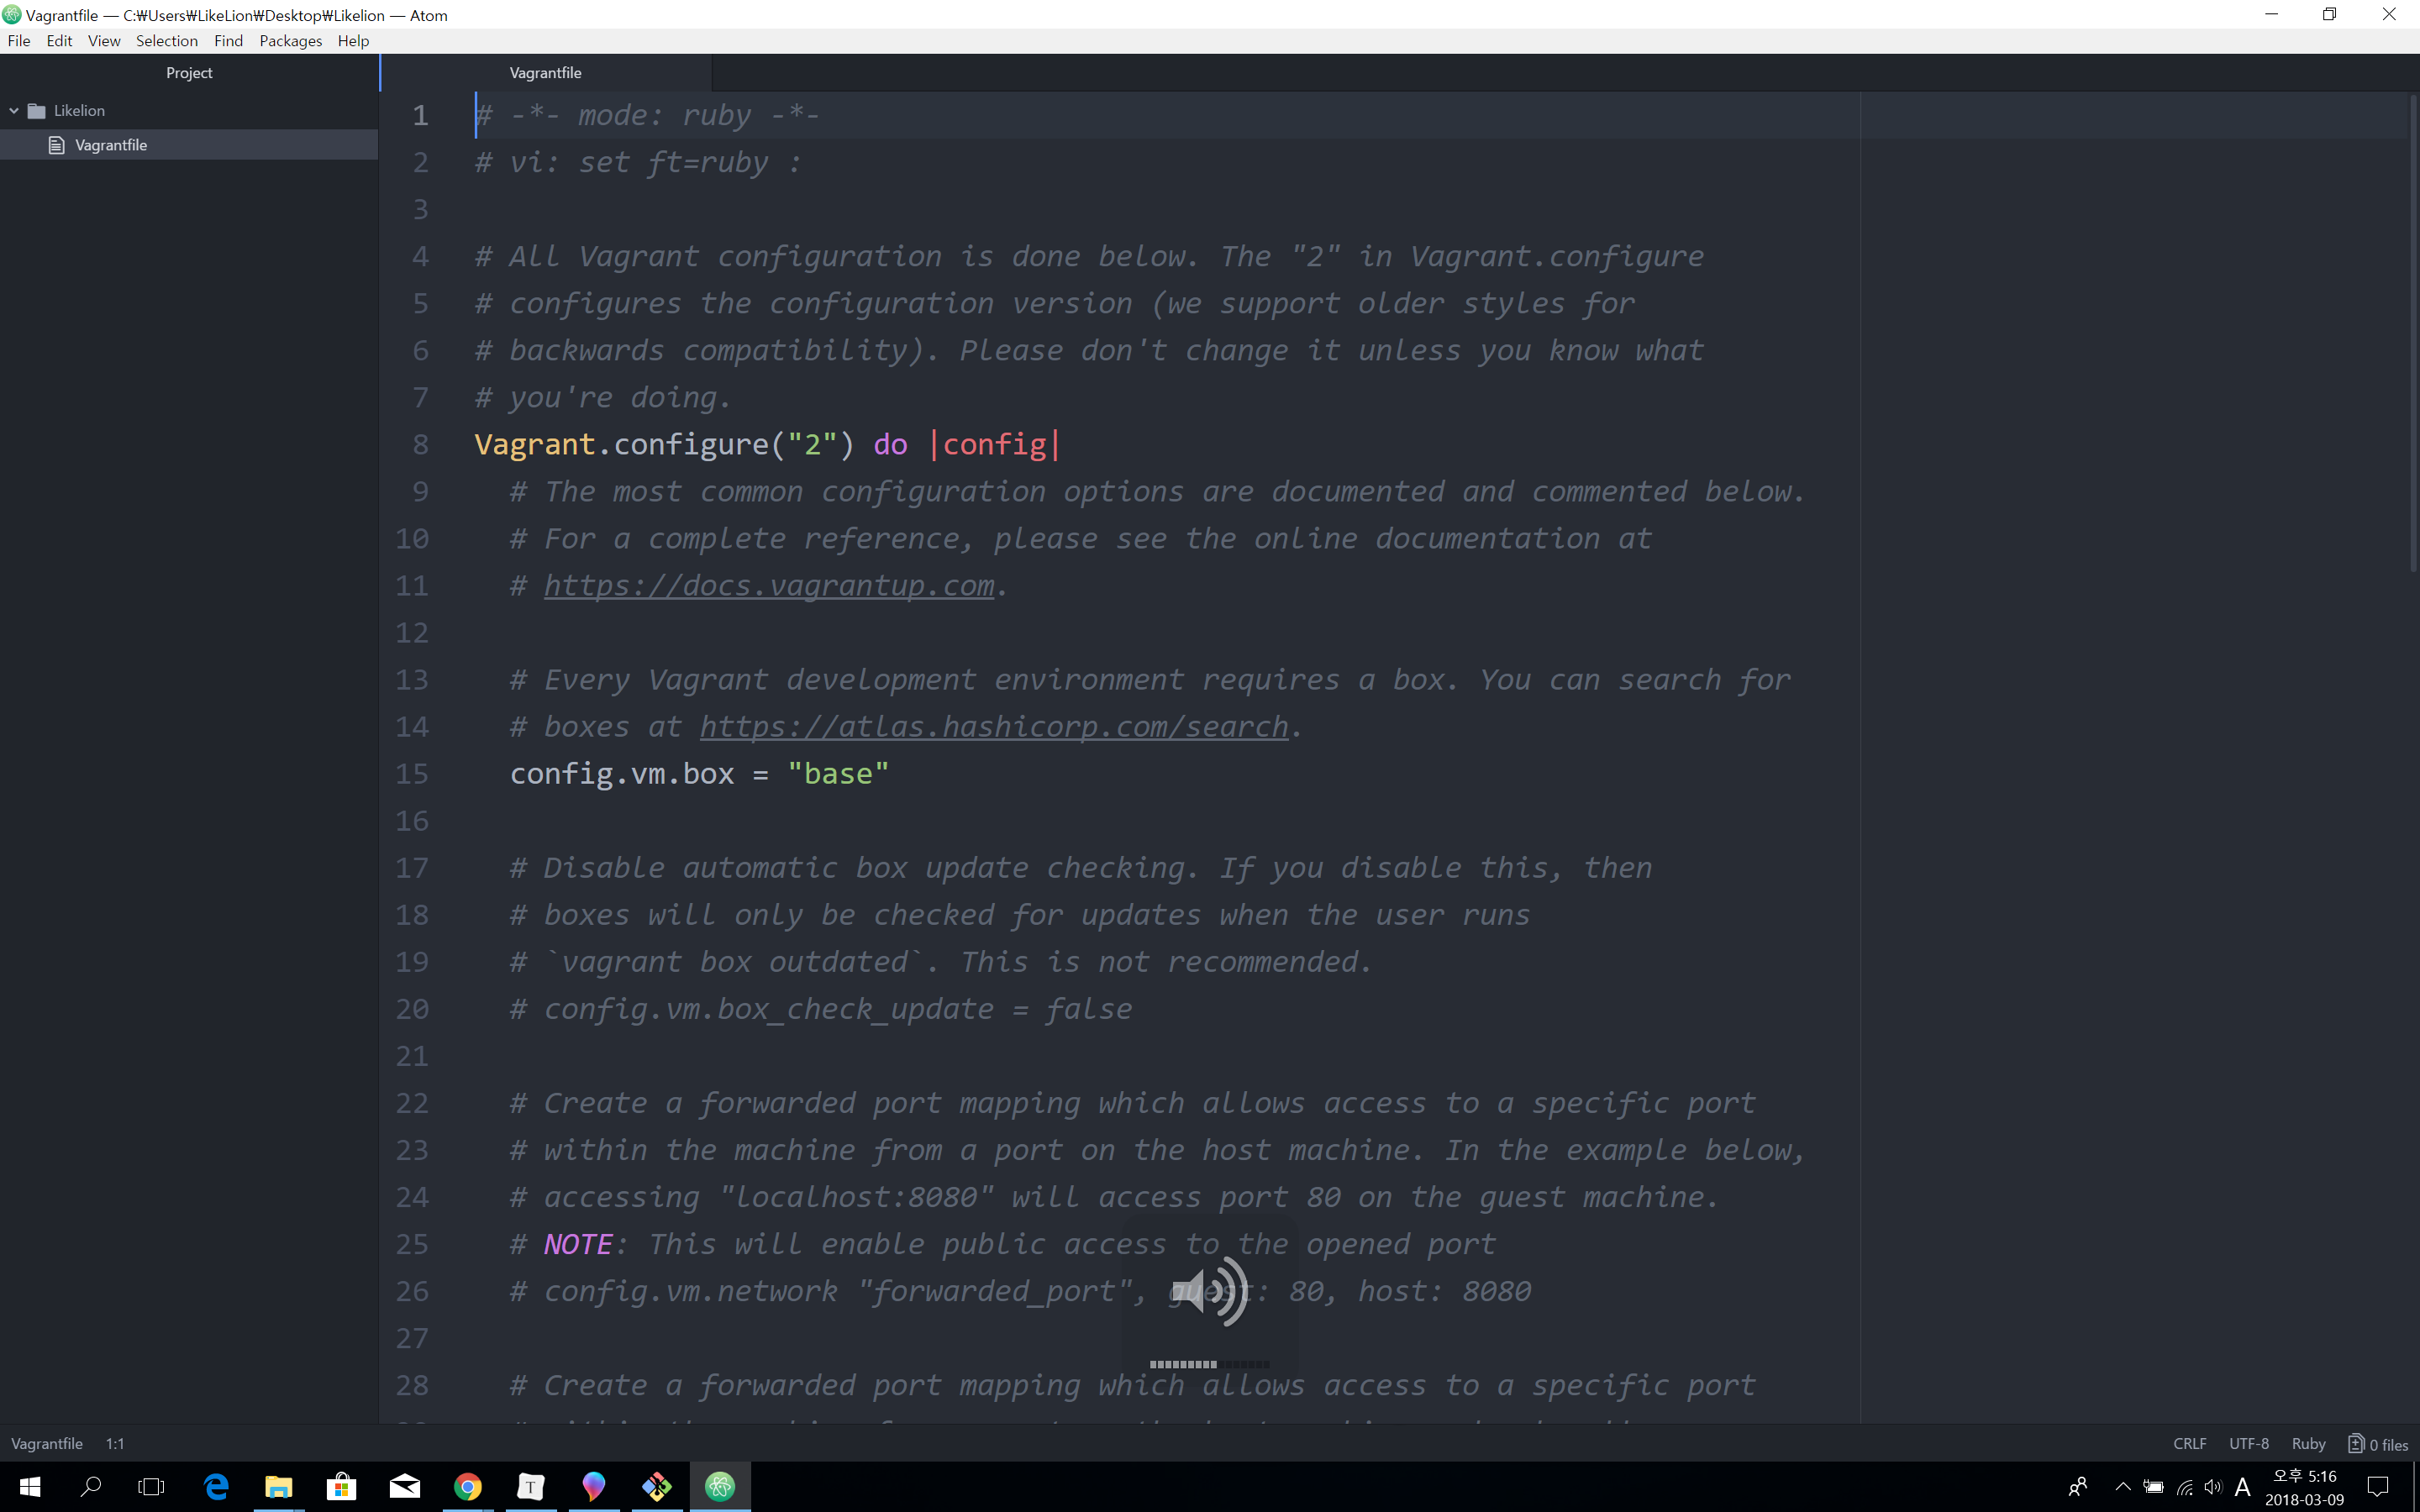 Vagrantfile — C:₩Users₩LikeLion₩Desktop₩Likelion — Atom
File Edit View Selection Find Packages Help
Project
Likelion
Vagrantfile
Vagrantfile
1 # -*- mode: ruby -*-
2 # vi: set ft=ruby :
3
4 # All Vagrant configuration is done below. The "2" in Vagrant.configure
5 # configures the configuration version (we support older styles for
6 # backwards compatibility). Please don't change it unless you know what
7 # you're doing.
8 Vagrant.configure("2") do |config|
9 # The most common configuration options are documented and commented below.
10 # For a complete reference, please see the online documentation at
11 # https://docs.vagrantup.com.
12
13 # Every Vagrant development environment requires a box. You can search for
14 # boxes at https://atlas.hashicorp.com/search.
15 config.vm.box = "base"
16
17 # Disable automatic box update checking. If you disable this, then
18 # boxes will only be checked for updates when the user runs
19 # `vagrant box outdated`. This is not recommended.
20 # config.vm.box_check_update = false
21
22 # Create a forwarded port mapping which allows access to a specific port
23 # within the machine from a port on the host machine. In the example below,
24 # accessing "localhost:8080" will access port 80 on the guest machine.
25 # NOTE: This will enable public access to the opened port
26 # config.vm.network "forwarded_port", guest: 80, host: 8080
27
28 # Create a forwarded port mapping which allows access to a specific port
Vagrantfile 1:1
CRLF UTF-8 Ruby 0 files
T
A
오후 5:16
2018-03-09